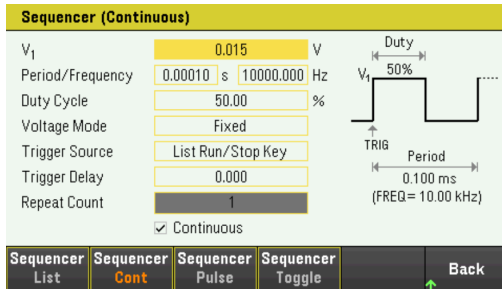 Sequencer (Continuous)
V1 0.015 V
Period/Frequency 0.00010 s 10000.000 Hz
Duty Cycle 50.00 %
Voltage Mode Fixed
Trigger Source List Run/Stop Key
Trigger Delay 0.000
Repeat Count 1
Continuous
Duty
V1 50%
TRIG
Period
0.100 ms
(FREQ= 10.00 kHz)
Sequencer Sequencer Sequencer Sequencer
List Cont Pulse Toggle Back